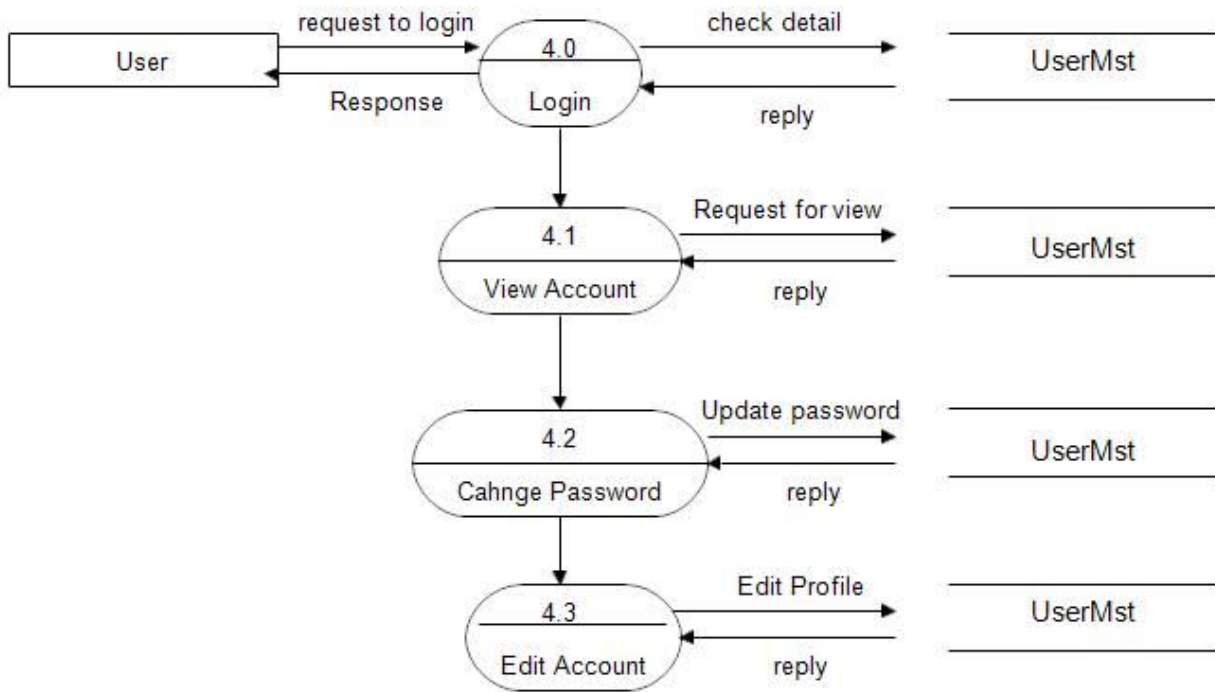 request to login
check detail
User
4.0
UserMst
Response
Login
reply
Request for view
4.1
UserMst
View Account
reply
Update password
4.2
UserMst
Cahnge Password
reply
Edit Profile
4.3
UserMst
Edit Account
reply